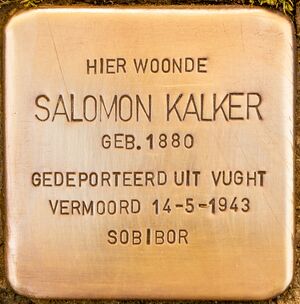 HIER WOONDE
SALOMON KALKER
GEB.1880
GEDEPORTEERD UIT VUGHT
VERMOORD 14-5-1943
SOBIBOR